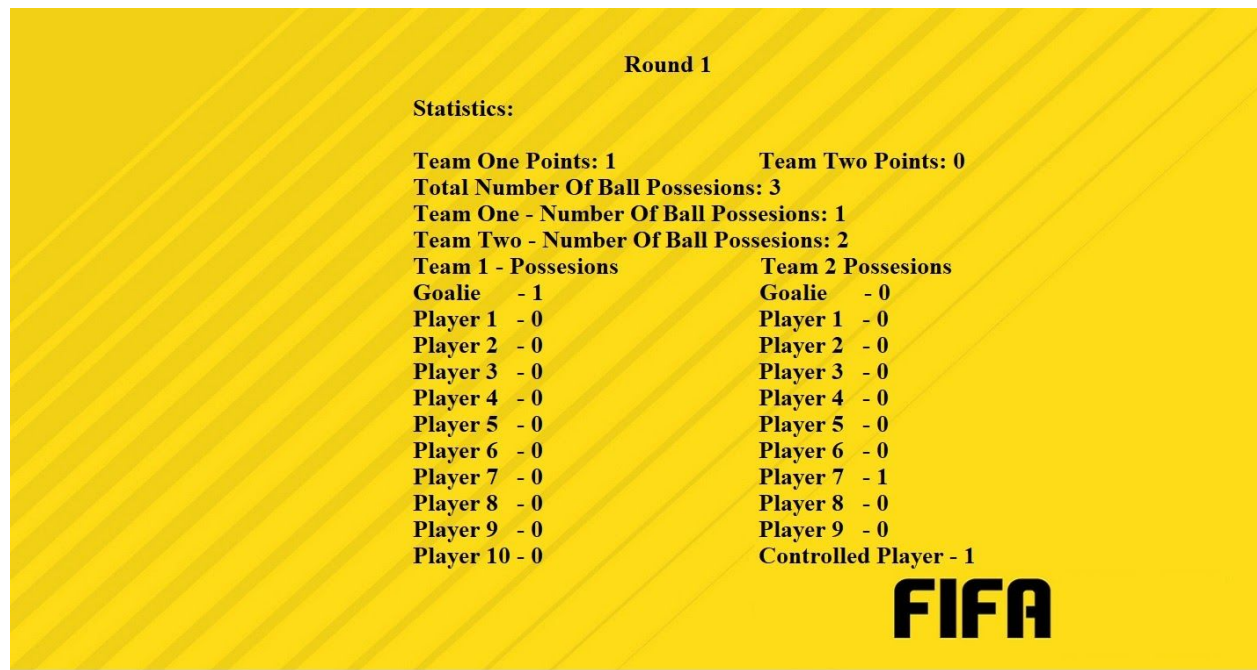 Round 1
Statistics:
Team One Points: 1 Team Two Points: 0
Total Number Of Ball Possesions: 3
Team One - Number Of Ball Possesions: 1
Team Two - Number Of Ball Possesions: 2
Team 1 - Possesions Team 2 Possesions
Goalie - 1 Goalie - 0
Player 1 - 0 Player 1 - 0
Player 2 - 0 Player 2 - 0
Player 3 - 0 Player 3 - 0
Player 4 - 0 Player 4 - 0
Player 5 - 0 Player 5 - 0
Player 6 - 0 Player 6 - 0
Player 7 - 0 Player 7 - 1
Player 8 - 0 Player 8 - 0
Player 9 - 0 Player 9 - 0
Player 10 - 0 Controlled Player - 1
FIFA